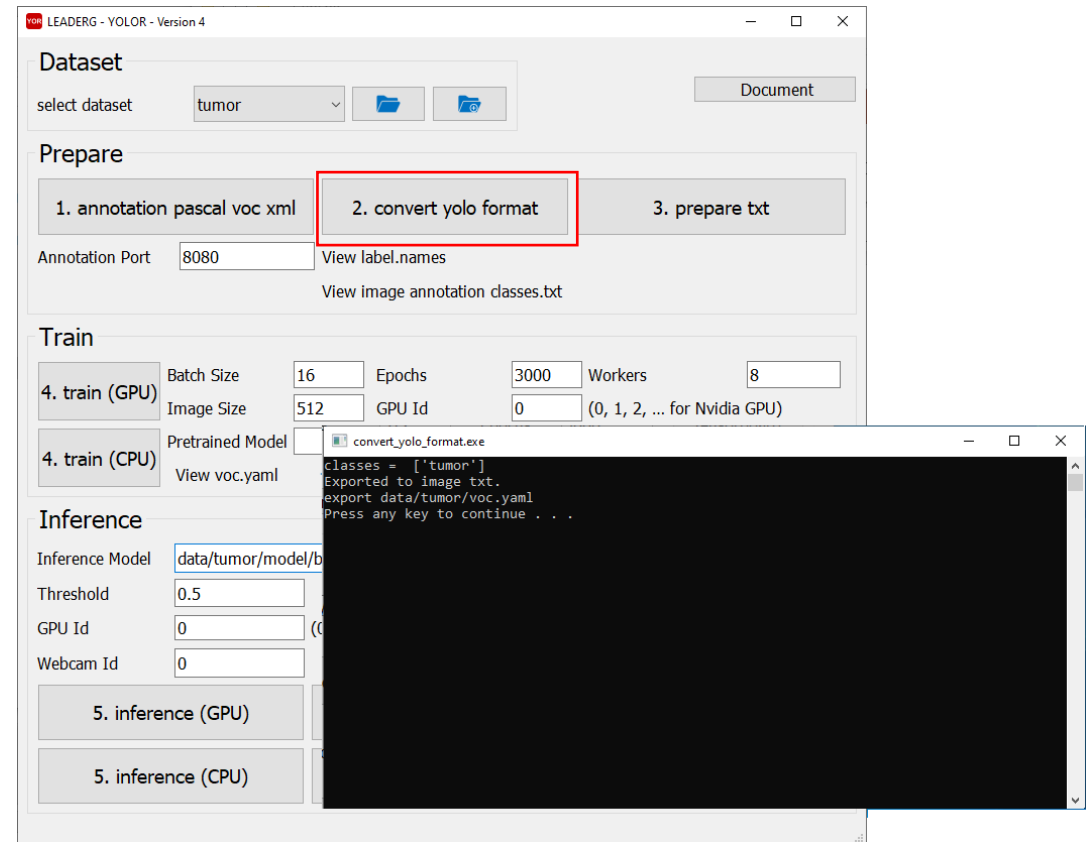 YOR LEADERG - YOLOR - Version 4
Dataset
select dataset tumor
Document
Prepare
1. annotation pascal voc xml 2. convert yolo format 3. prepare txt
Annotation Port 8080 View label.names
View image annotation classes.txt
Train
4. train (GPU) Batch Size 16 Epochs 3000 Workers 8
Image Size 512 GPU Id 0 (0, 1, 2, ... for Nvidia GPU)
4. train (CPU) Pretrained Model
View voc.yaml
convert_yolo_format.exe
classes =  ['tumor']
Exported to image txt.
export data/tumor/voc.yaml
Press any key to continue . . .
Inference
Inference Model data/tumor/model/b
Threshold 0.5
GPU Id 0 (0
Webcam Id 0
5. inference (GPU)
5. inference (CPU)